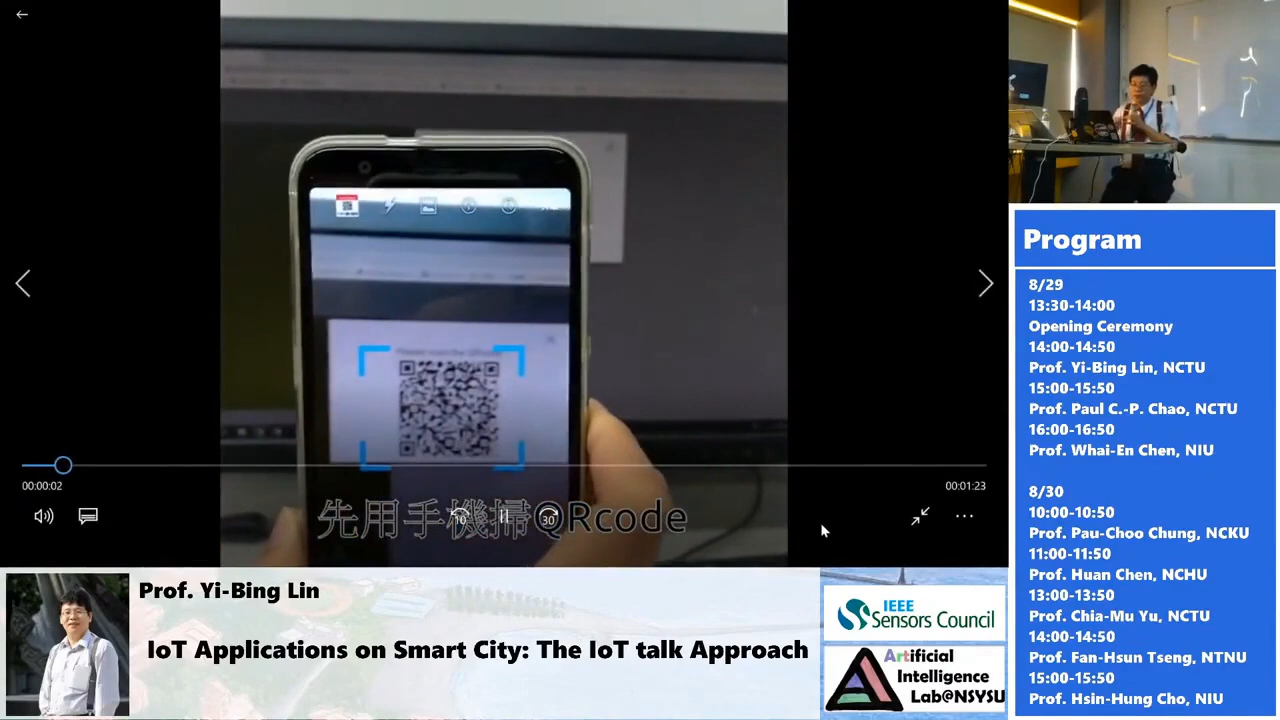 00:00:02
00:01:23
10
30
先用手機掃QRcode
Program
8/29
13:30-14:00
Opening Ceremony
14:00-14:50
Prof. Yi-Bing Lin, NCTU
15:00-15:50
Prof. Paul C.-P. Chao, NCTU
16:00-16:50
Prof. Whai-En Chen, NIU
8/30
10:00-10:50
Prof. Pau-Choo Chung, NCKU
11:00-11:50
Prof. Huan Chen, NCHU
13:00-13:50
Prof. Chia-Mu Yu, NCTU
14:00-14:50
Prof. Fan-Hsun Tseng, NTNU
15:00-15:50
Prof. Hsin-Hung Cho, NIU
Prof. Yi-Bing Lin
IoT Applications on Smart City: The IoT talk Approach
IEEE
Sensors Council
Artificial
Intelligence
Lab@NSYSU